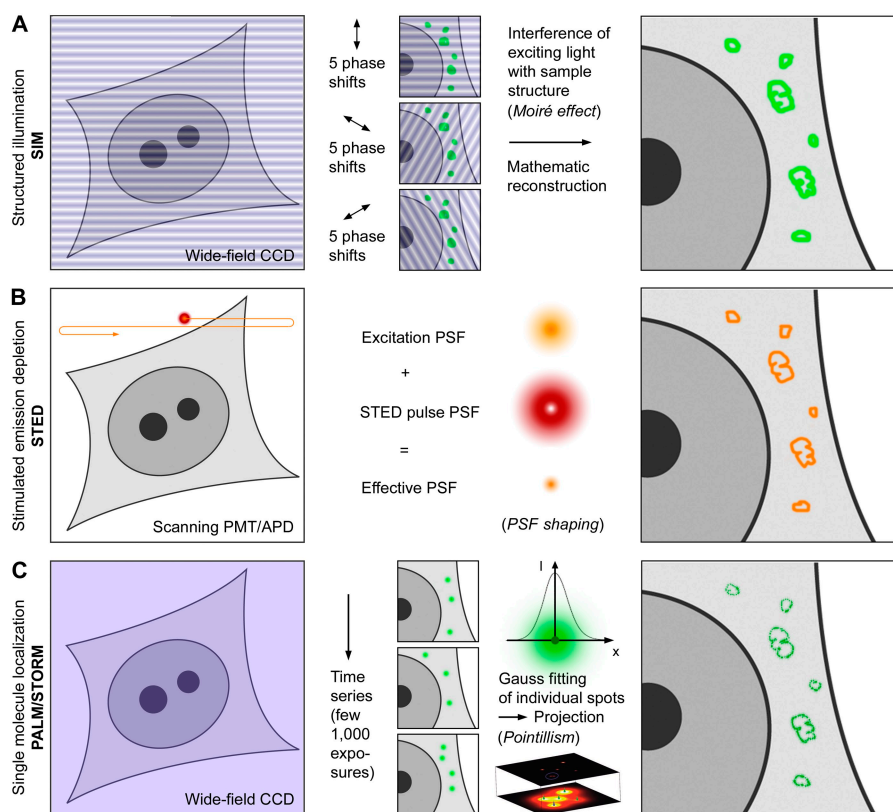 A
Structured illumination
SIM
Wide-field CCD
5 phase
shifts
5 phase
shifts
5 phase
shifts
Interference of
exciting light
with sample
structure
(Moiré effect)
Mathematic
reconstruction
B
Stimulated emission depletion
STED
Scanning PMT/APD
Excitation PSF
+
STED pulse PSF
=
Effective PSF
(PSF shaping)
C
Single molecule localization
PALM/STORM
Wide-field CCD
Time
series
(few
1,000
expo-
sures)
I
x
Gauss fitting
of individual spots
Projection
(Pointillism)